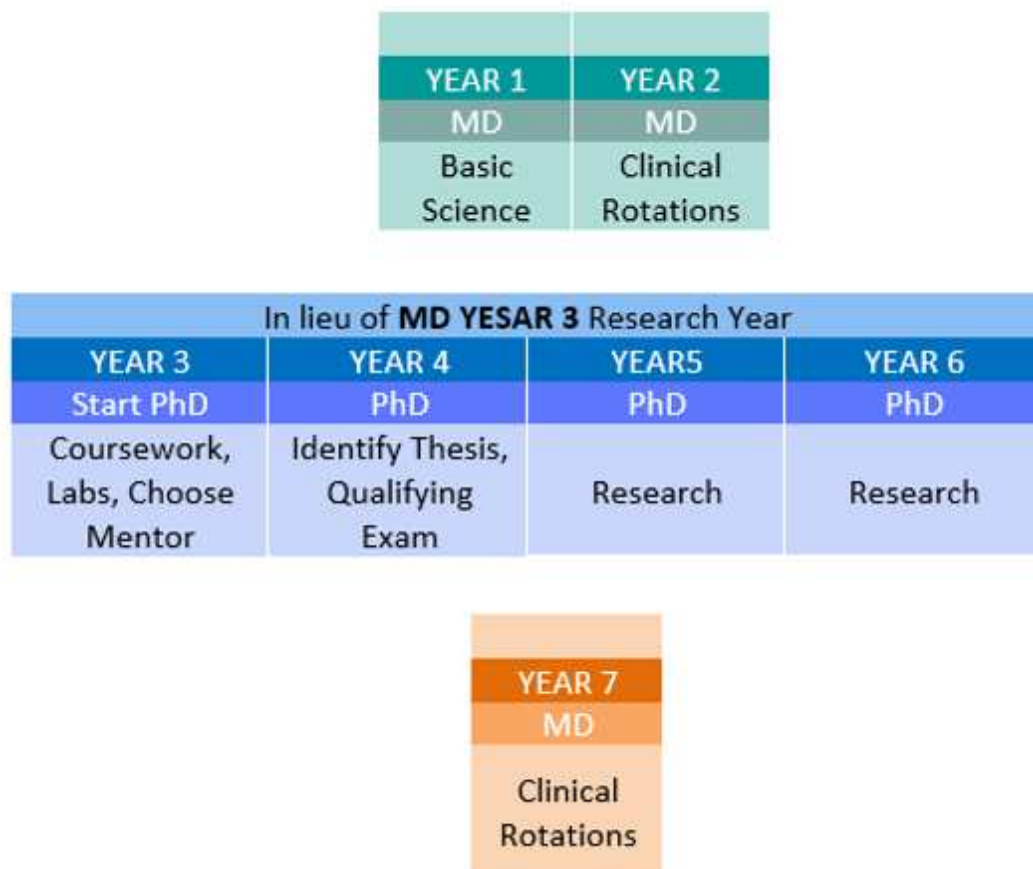 YEAR 1 YEAR 2
MD MD
Basic Clinical
Science Rotations
In lieu of MD YESAR 3 Research Year
YEAR 3 YEAR 4 YEAR5 YEAR 6
Start PhD PhD PhD PhD
Coursework,
Labs, Choose
Mentor
Identify Thesis,
Qualifying
Exam
Research
Research
YEAR 7
MD
Clinical
Rotations